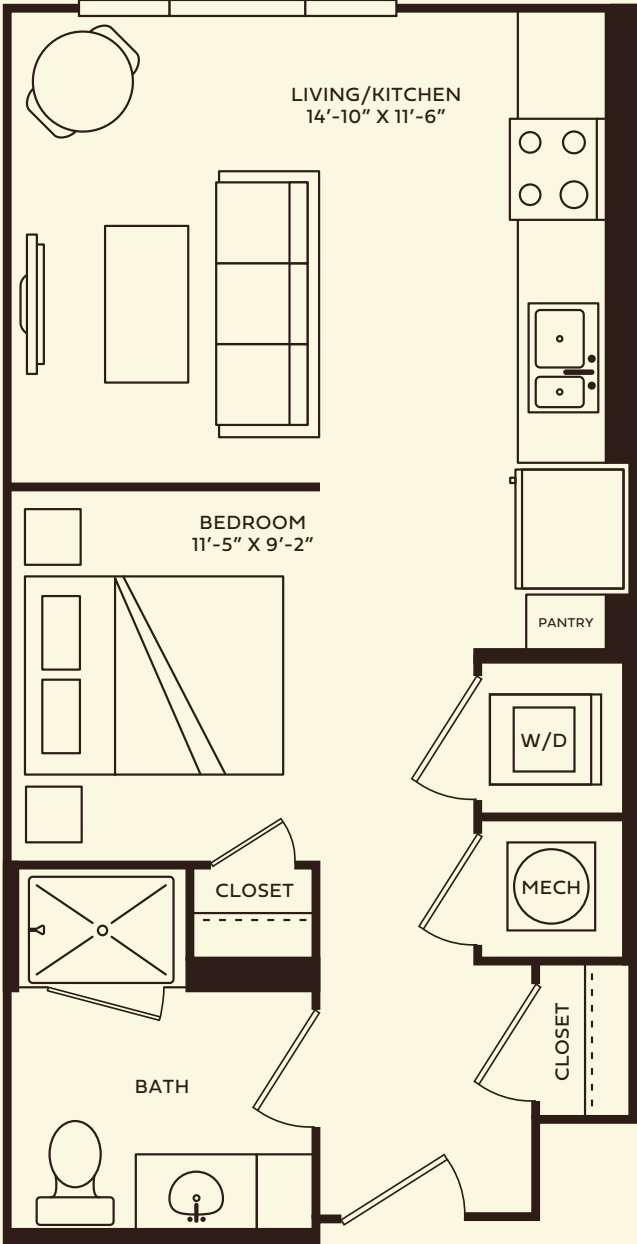 LIVING/KITCHEN
14’-10” X 11’-6”
BEDROOM
11’-5” X 9’-2”
PANTRY
W/D
MECH
CLOSET
CLOSET
BATH